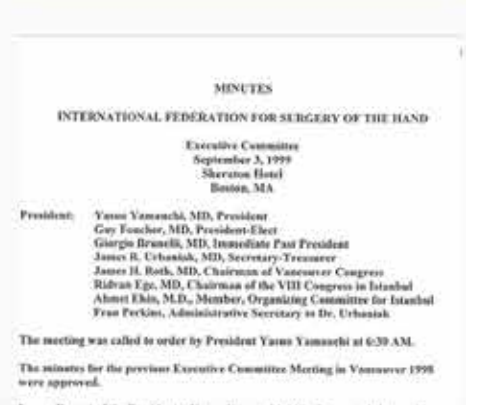 MINUTES
INTERNATIONAL FEDERATION FOR SURGERY OF THE HAND
Executive Committee
September 3, 1999
Sheraton Hotel
Boston, MA
President: Yasuo Yamauchi, MD, President
Guy Foucher, MD, President-Elect
Giorgio Brunelli, MD, Immediate Past President
James R. Urbaniak, MD, Secretary-Treasurer
James H. Roth, MD, Chairman of Vancouver Congress
Ridvan Ege, MD, Chairman of the VIII Congress in Istanbul
Ahmet Ekin, M.D., Member, Organizing Committee for Istanbul
Fran Perkins, Administrative Secretary to Dr. Urbaniak
The meeting was called to order by President Yasuo Yamauchi at 6:30 AM.
The minutes for the previous Executive Committee Meeting in Vancouver 1998
were approved.